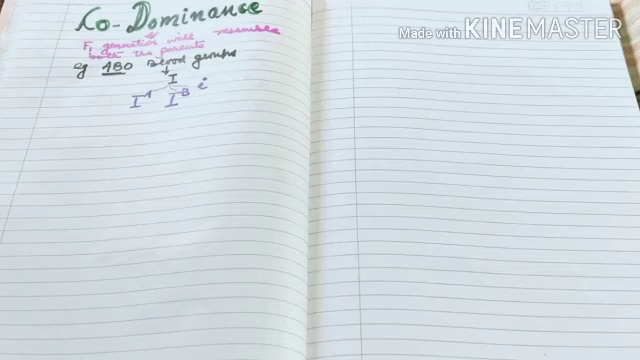 Co-Dominance
F1 generation will resemble
both the parents
eg ABO Blood groups
I
I^A I^B i
Made with KINEMASTER